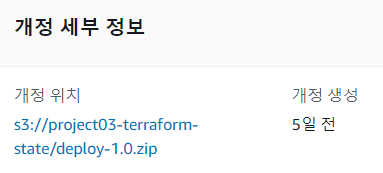 개정 세부 정보
개정 위치
개정 생성
s3://project03-terraform-
5일 전
state/deploy-1.0.zip